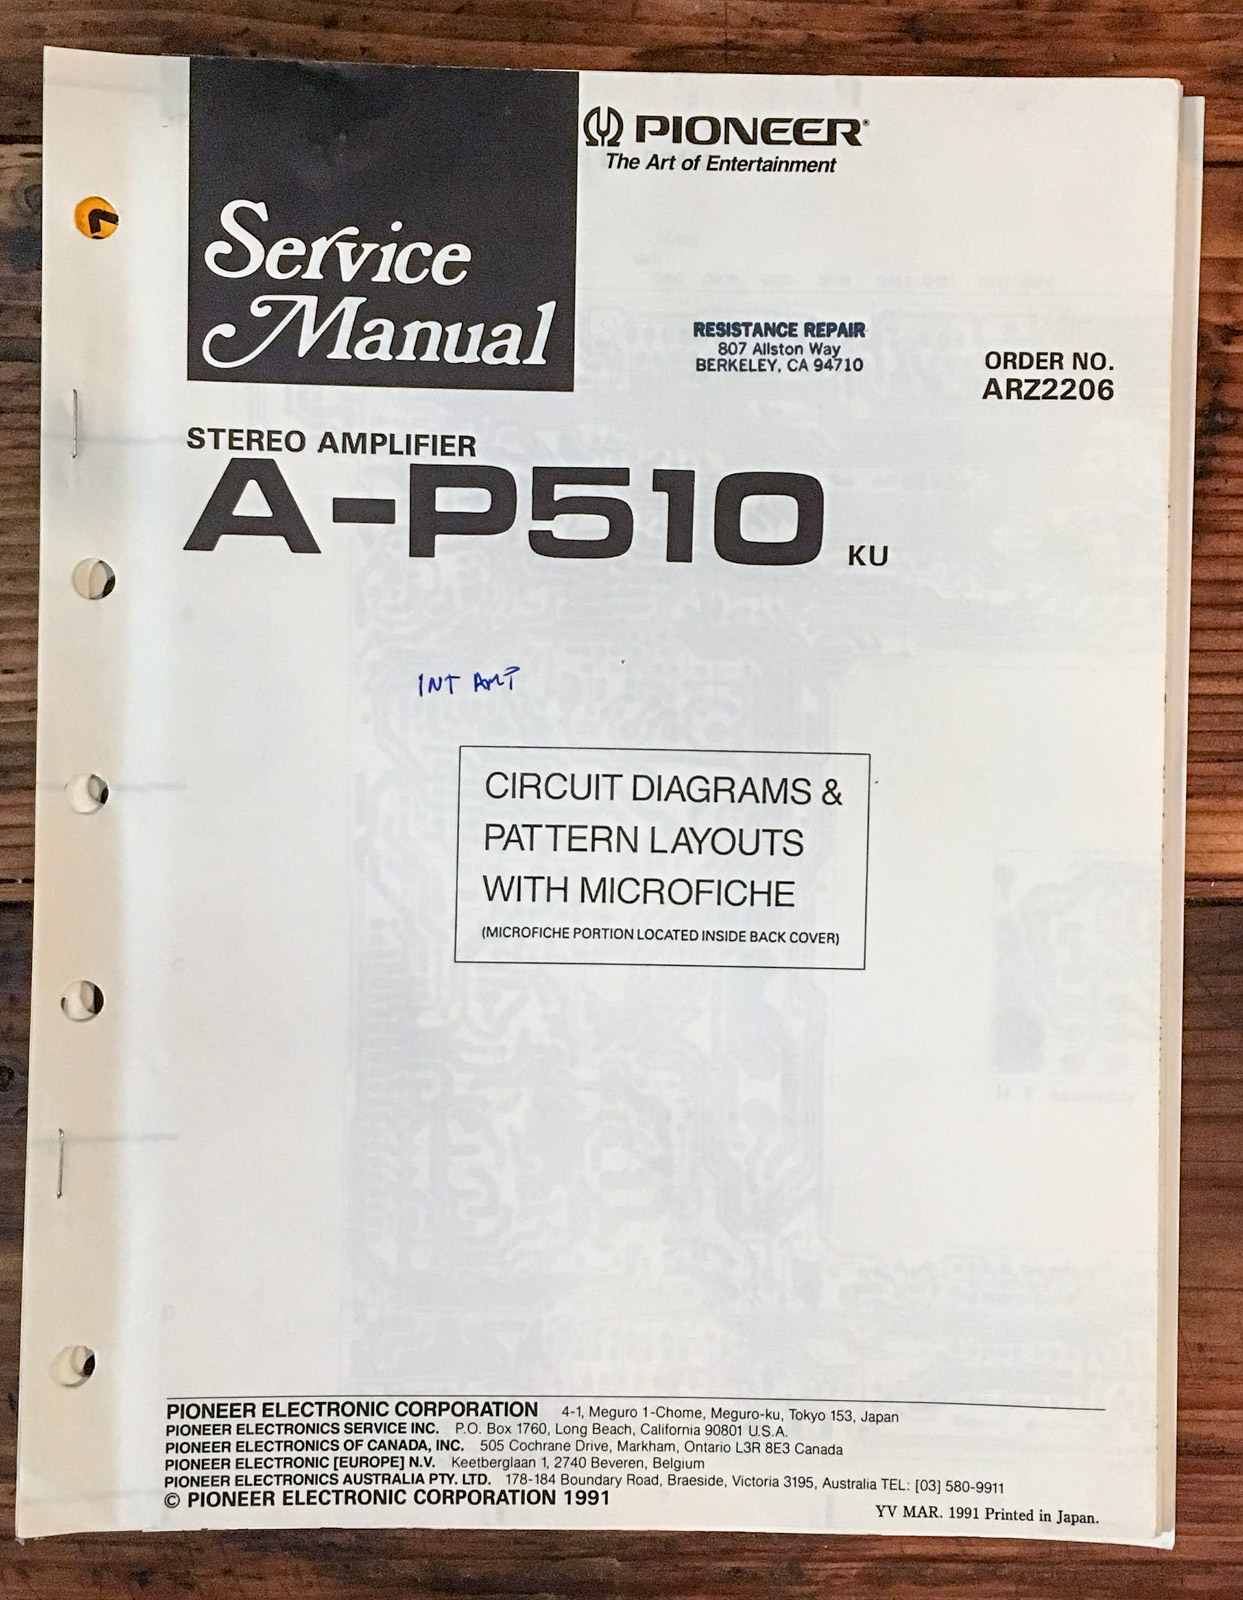 Service
Manual
PIONEER®
The Art of Entertainment
RESISTANCE REPAIR
807 Allston Way
BERKELEY, CA 94710
ORDER NO.
ARZ2206
STEREO AMPLIFIER
A-P510 KU
INT AMP
CIRCUIT DIAGRAMS &
PATTERN LAYOUTS
WITH MICROFICHE
(MICROFICHE PORTION LOCATED INSIDE BACK COVER)
PIONEER ELECTRONIC CORPORATION 4-1, Meguro 1-Chome, Meguro-ku, Tokyo 153, Japan
PIONEER ELECTRONICS SERVICE INC. P.O. Box 1760, Long Beach, California 90801 U.S.A.
PIONEER ELECTRONICS OF CANADA, INC. 505 Cochrane Drive, Markham, Ontario L3R 8E3 Canada
PIONEER ELECTRONIC [EUROPE] N.V. Keetberglaan 1, 2740 Beveren, Belgium
PIONEER ELECTRONICS AUSTRALIA PTY. LTD. 178-184 Boundary Road, Braeside, Victoria 3195, Australia TEL: [03] 580-9911
© PIONEER ELECTRONIC CORPORATION 1991
YV MAR. 1991 Printed in Japan.